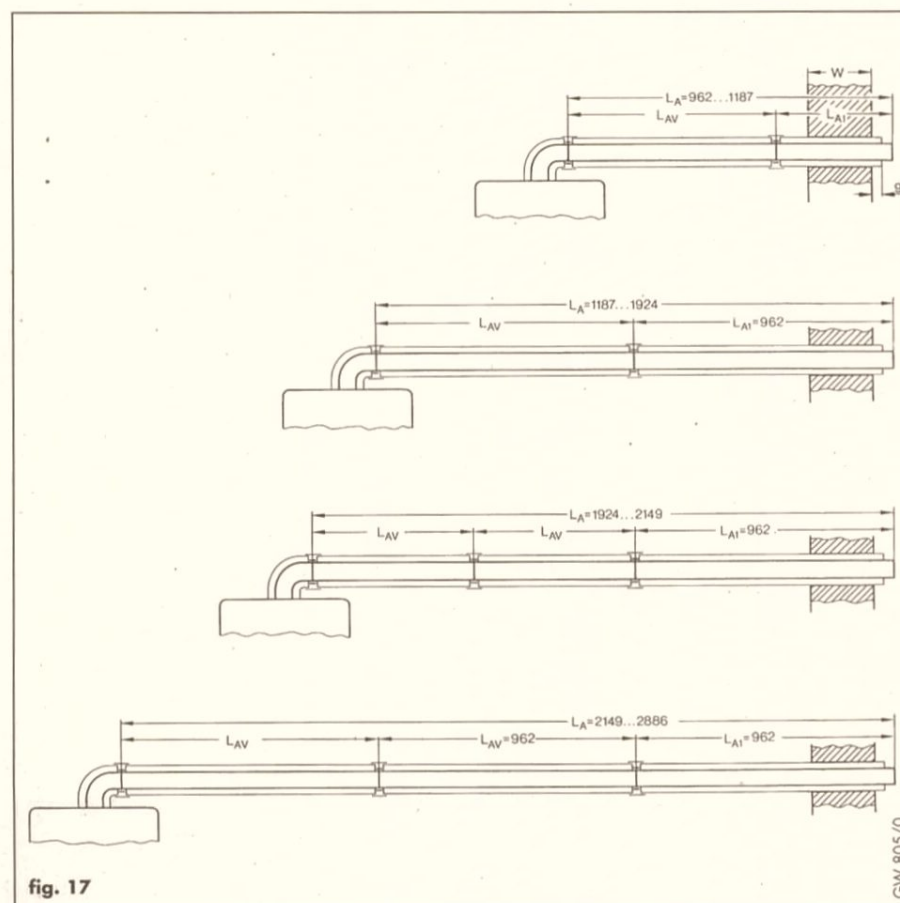 W
L_A=962...1187
L_AV L_A1
L_A=1187...1924
L_AV L_A1=962
L_A=1924...2149
L_AV L_AV L_A1=962
L_A=2149...2886
L_AV L_AV=962 L_A1=962
fig. 17